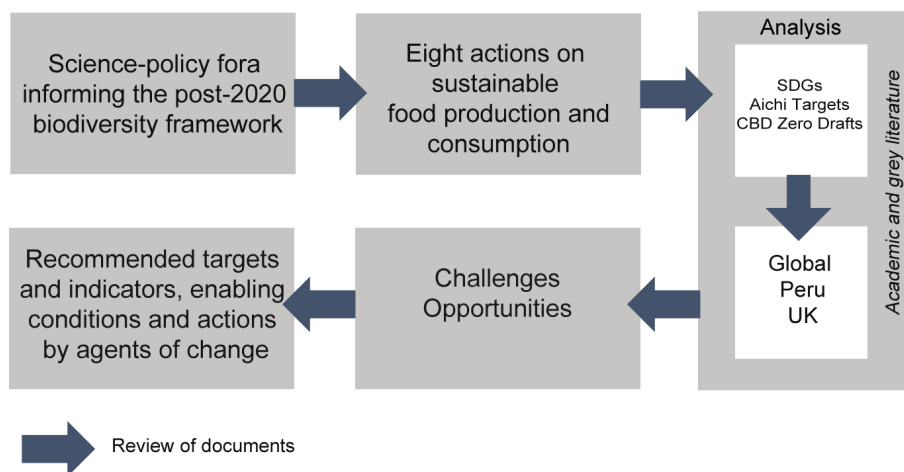 Science-policy fora
informing the post-2020
biodiversity framework
Eight actions on
sustainable
food production and
consumption
Analysis
SDGs
Aichi Targets
CBD Zero Drafts
Academic and grey literature
Global
Peru
UK
Challenges
Opportunities
Recommended targets
and indicators, enabling
conditions and actions
by agents of change
Review of documents